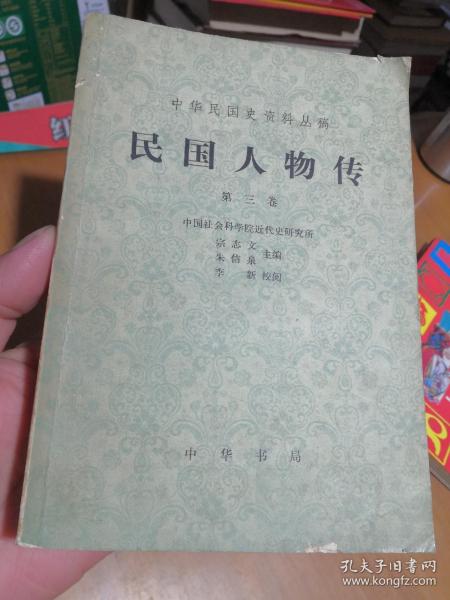 中华民国史资料丛稿
民国人物传
第三卷
中国社会科学院近代史研究所
宗志文
朱信泉 主编
李新 校阅
中华书局
孔夫子旧书网
www.kongfz.com